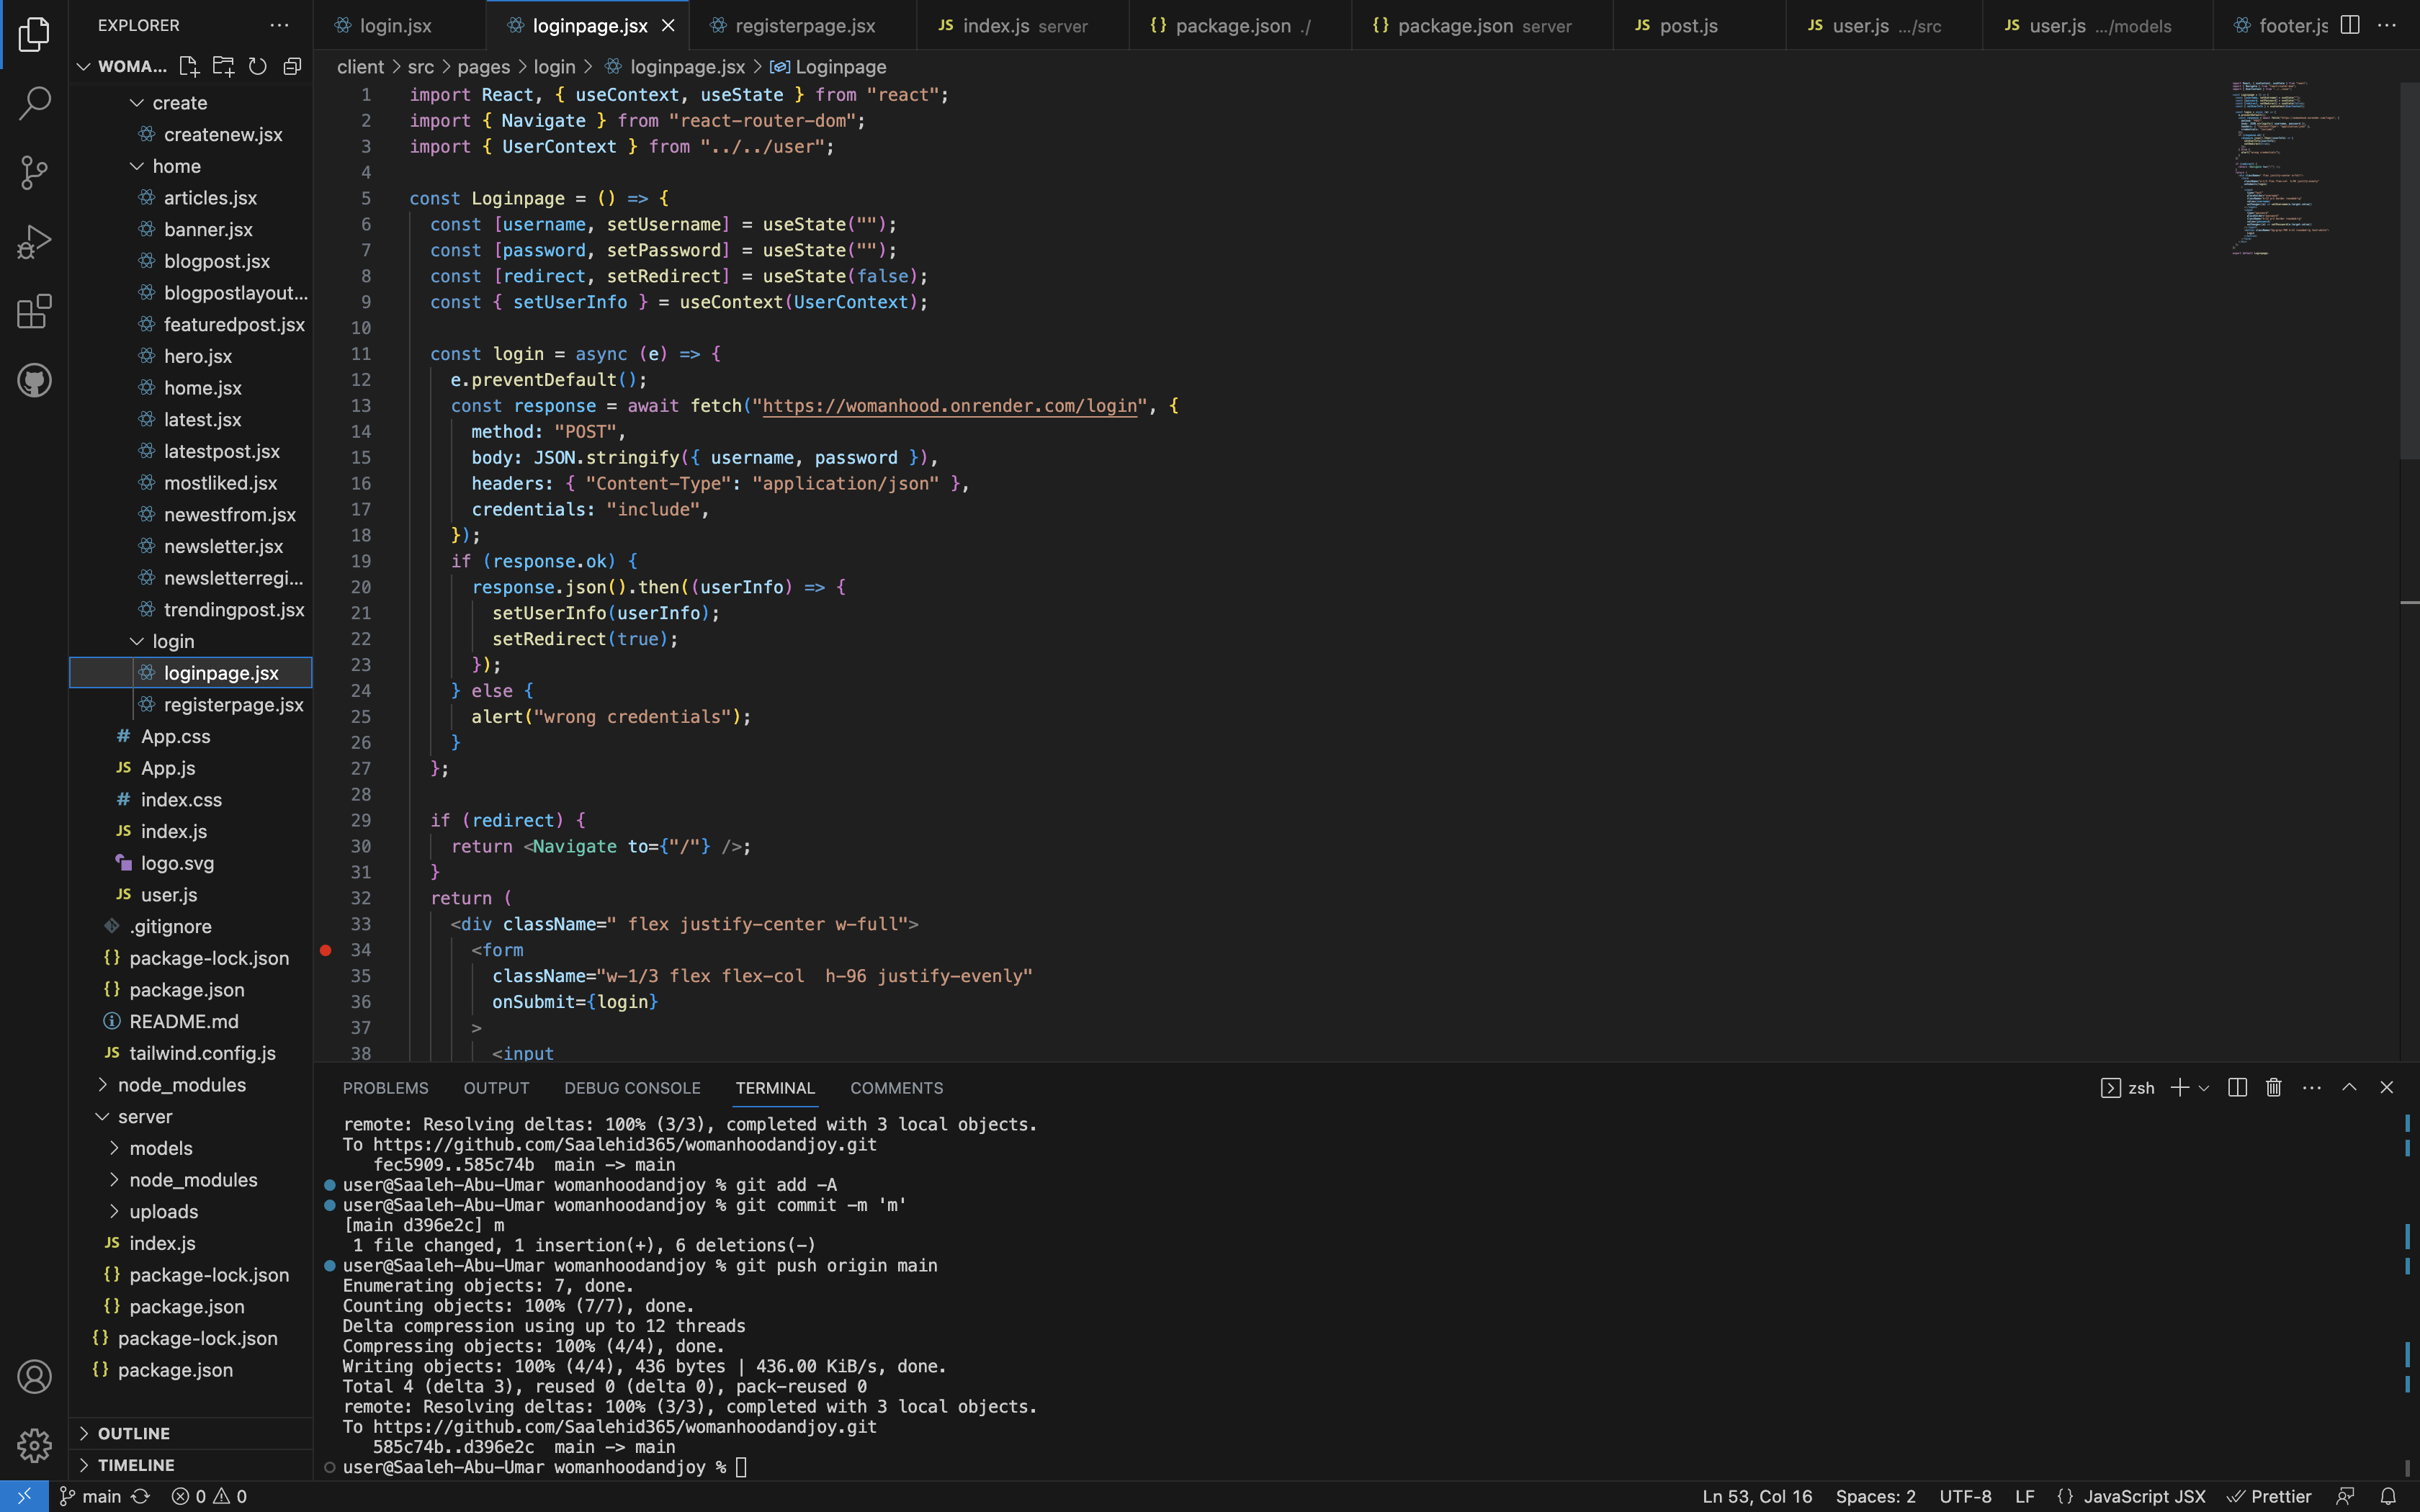 EXPLORER
WOMA...
create
createnew.jsx
home
articles.jsx
banner.jsx
blogpost.jsx
blogpostlayout...
featuredpost.jsx
hero.jsx
home.jsx
latest.jsx
latestpost.jsx
mostliked.jsx
newestfrom.jsx
newsletter.jsx
newsletterregi...
trendingpost.jsx
login
loginpage.jsx
registerpage.jsx
# App.css
JS App.js
# index.css
JS index.js
logo.svg
JS user.js
.gitignore
{} package-lock.json
{} package.json
README.md
JS tailwind.config.js
node_modules
server
models
node_modules
uploads
JS index.js
{} package-lock.json
{} package.json
{} package-lock.json
{} package.json
OUTLINE
TIMELINE
login.jsx loginpage.jsx registerpage.jsx JS index.js server {} package.json ./ {} package.json server JS post.js JS user.js .../src JS user.js .../models footer.js
client > src > pages > login > loginpage.jsx > Loginpage
1 import React, { useContext, useState } from "react";
2 import { Navigate } from "react-router-dom";
3 import { UserContext } from "../../user";
4
5 const Loginpage = () => {
6 const [username, setUsername] = useState("");
7 const [password, setPassword] = useState("");
8 const [redirect, setRedirect] = useState(false);
9 const { setUserInfo } = useContext(UserContext);
10
11 const login = async (e) => {
12 e.preventDefault();
13 const response = await fetch("https://womanhood.onrender.com/login", {
14 method: "POST",
15 body: JSON.stringify({ username, password }),
16 headers: { "Content-Type": "application/json" },
17 credentials: "include",
18 });
19 if (response.ok) {
20 response.json().then((userInfo) => {
21 setUserInfo(userInfo);
22 setRedirect(true);
23 });
24 } else {
25 alert("wrong credentials");
26 }
27 };
28
29 if (redirect) {
30 return <Navigate to={"/"} />;
31 }
32 return (
33 <div className=" flex justify-center w-full">
34 <form
35 className="w-1/3 flex flex-col  h-96 justify-evenly"
36 onSubmit={login}
37 >
38 <input
PROBLEMS OUTPUT DEBUG CONSOLE TERMINAL COMMENTS zsh
remote: Resolving deltas: 100% (3/3), completed with 3 local objects.
To https://github.com/Saalehid365/womanhoodandjoy.git
fec5909..585c74b  main -> main
user@Saaleh-Abu-Umar womanhoodandjoy % git add -A
user@Saaleh-Abu-Umar womanhoodandjoy % git commit -m 'm'
[main d396e2c] m
1 file changed, 1 insertion(+), 6 deletions(-)
user@Saaleh-Abu-Umar womanhoodandjoy % git push origin main
Enumerating objects: 7, done.
Counting objects: 100% (7/7), done.
Delta compression using up to 12 threads
Compressing objects: 100% (4/4), done.
Writing objects: 100% (4/4), 436 bytes | 436.00 KiB/s, done.
Total 4 (delta 3), reused 0 (delta 0), pack-reused 0
remote: Resolving deltas: 100% (3/3), completed with 3 local objects.
To https://github.com/Saalehid365/womanhoodandjoy.git
585c74b..d396e2c  main -> main
user@Saaleh-Abu-Umar womanhoodandjoy %
main 0 0 Ln 53, Col 16 Spaces: 2 UTF-8 LF {} JavaScript JSX Prettier